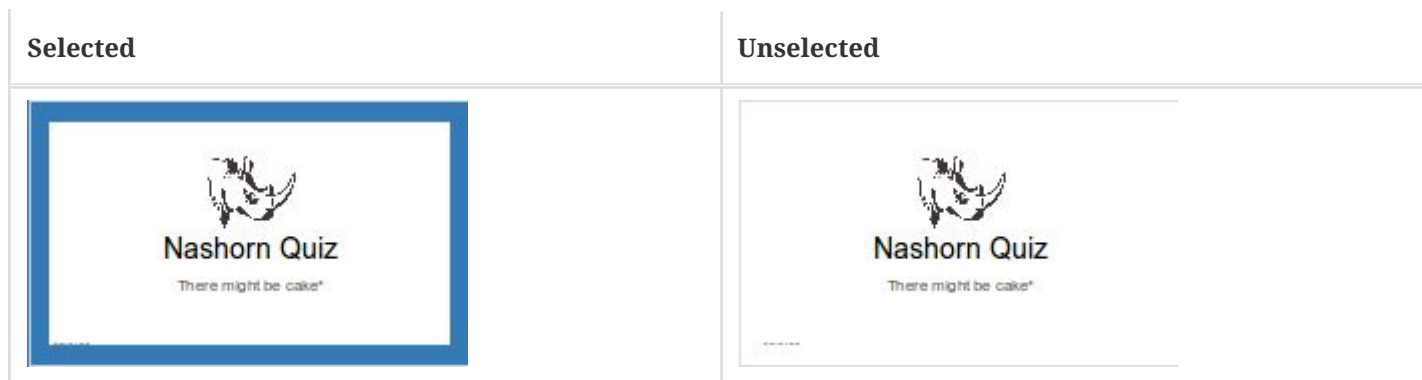 Selected
Unselected
Nashorn Quiz
There might be cake*
Nashorn Quiz
There might be cake*